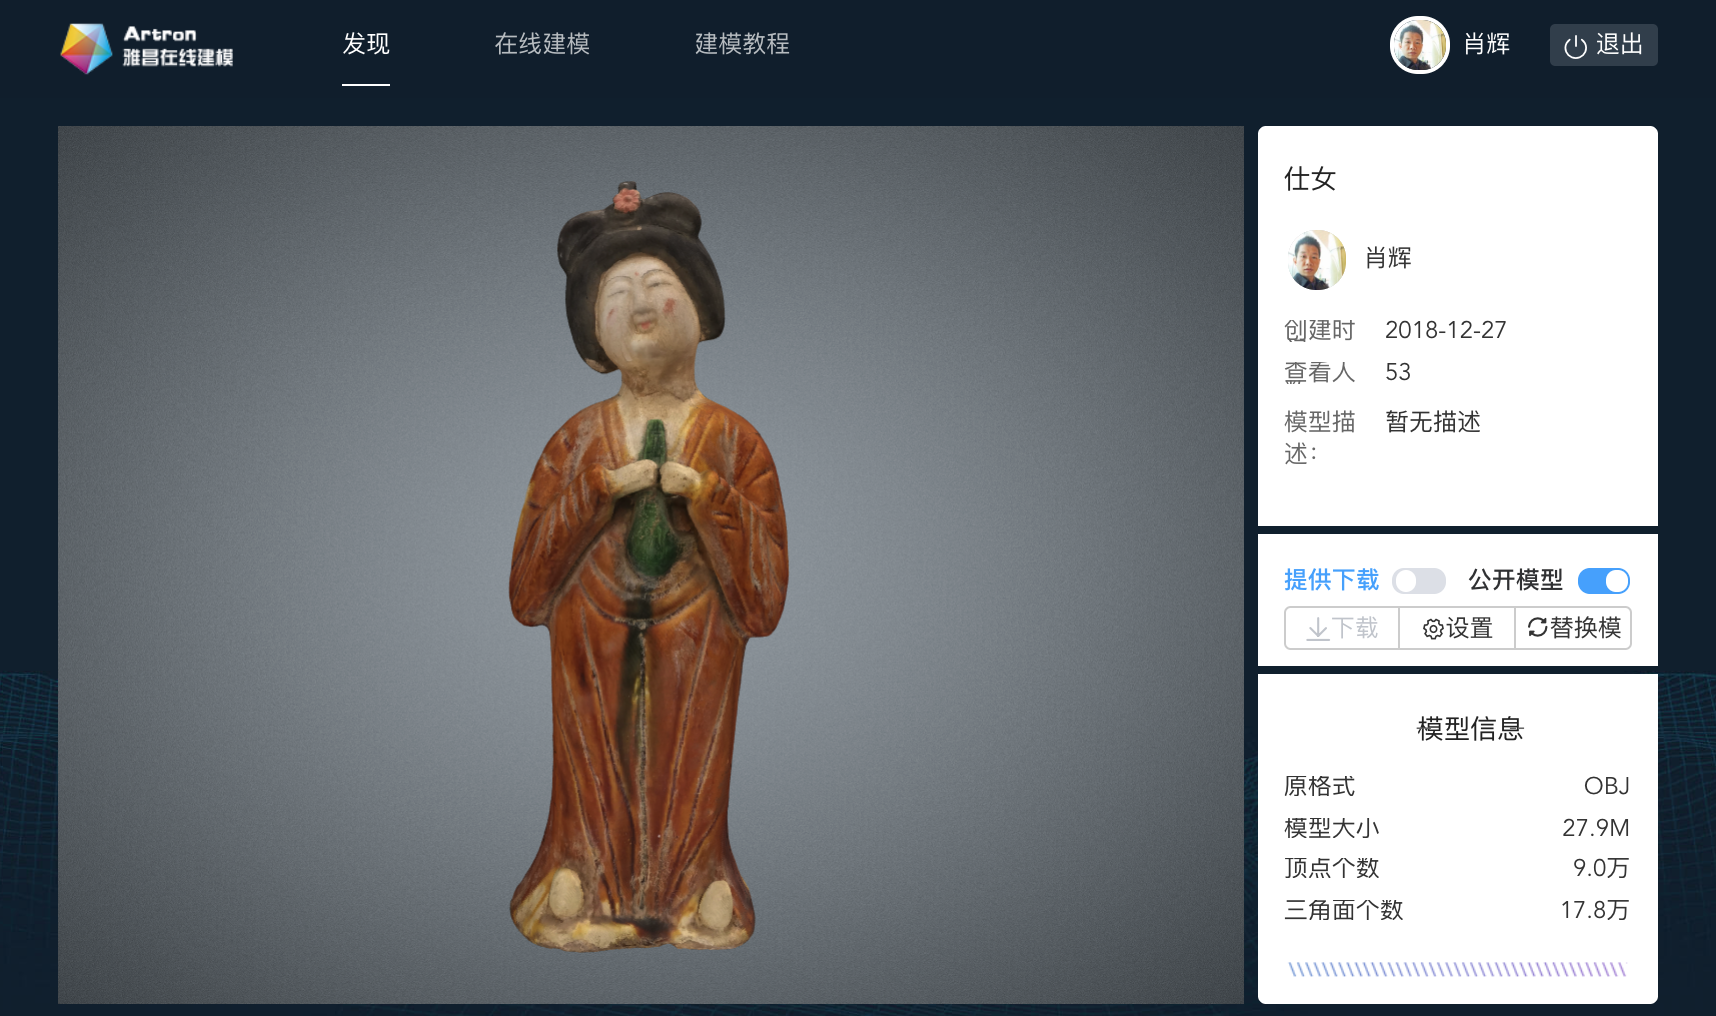 Artron
雅昌在线建模
发现
在线建模
建模教程
肖辉
退出
仕女
肖辉
创建时 2018-12-27
查看人 53
模型描 暂无描述
述：
提供下载 公开模型
下载 设置 替换模
模型信息
原格式 OBJ
模型大小 27.9M
顶点个数 9.0万
三角面个数 17.8万